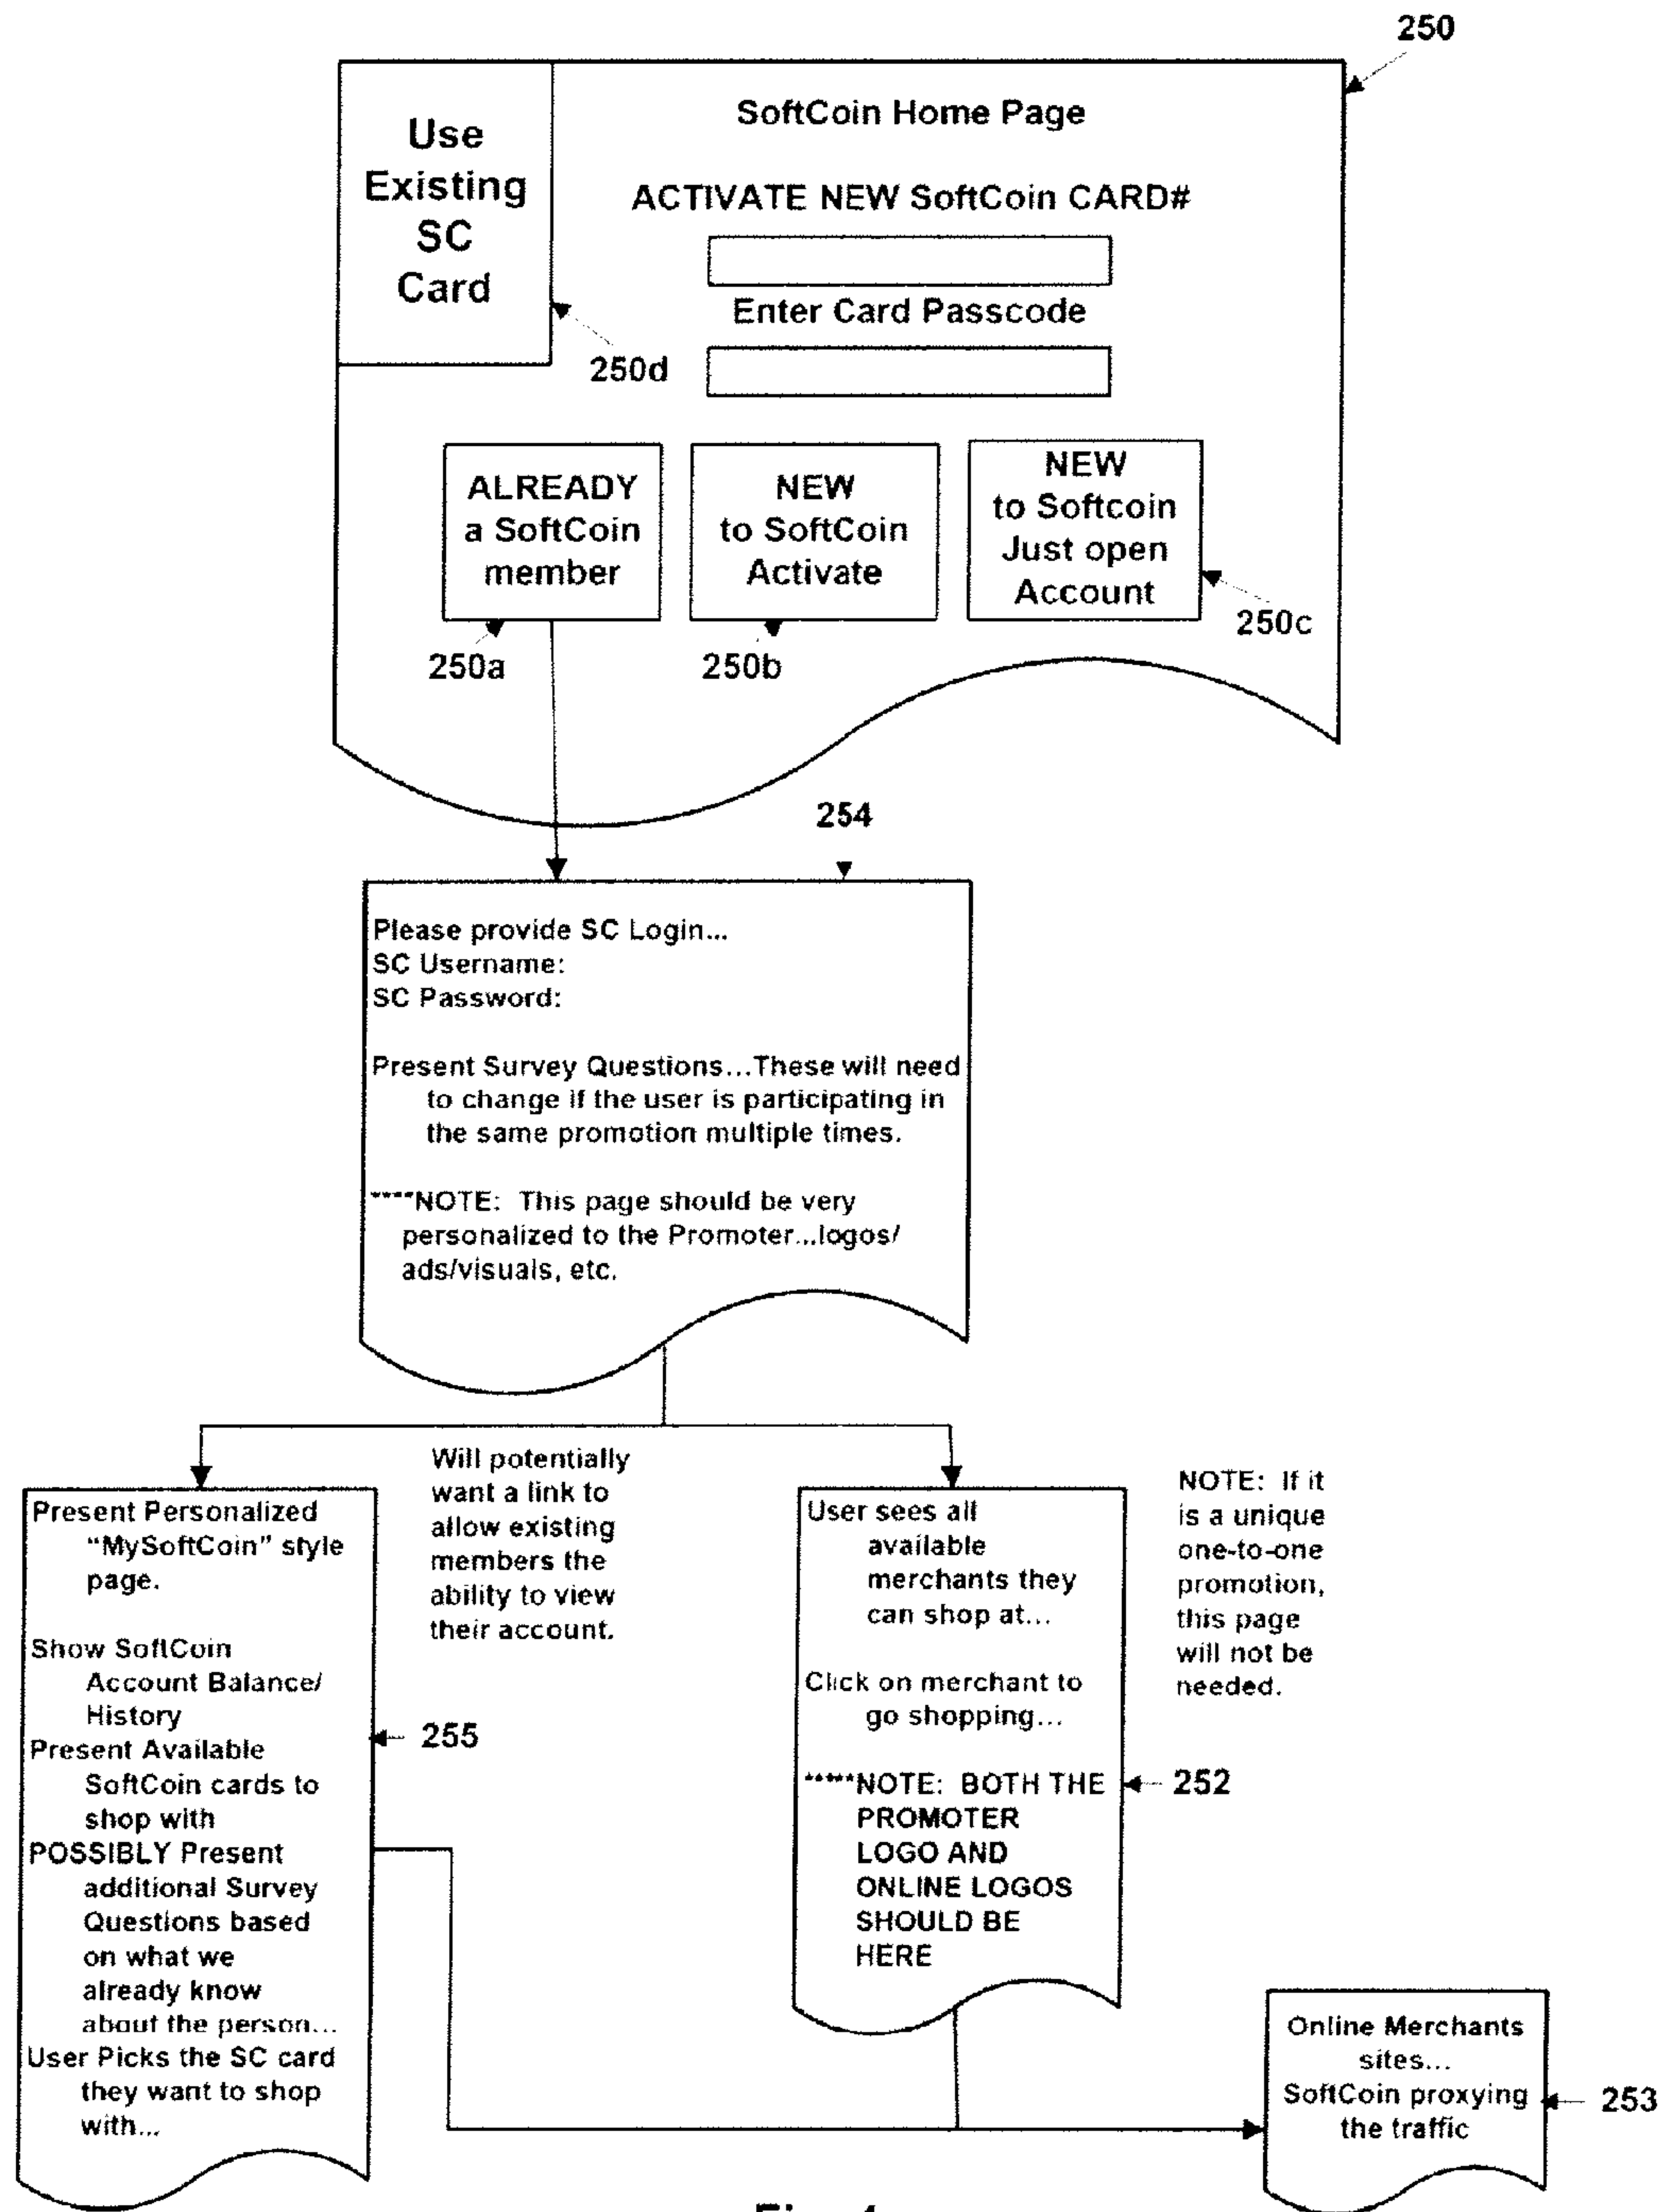 250
SoftCoin Home Page
Use
Existing
SC
Card
ACTIVATE NEW SoftCoin CARD#
Enter Card Passcode
250d
ALREADY
a SoftCoin
member
NEW
to SoftCoin
Activate
NEW
to Softcoin
Just open
Account
250a
250b
250c
254
Please provide SC Login...
SC Username:
SC Password:
Present Survey Questions...These will need
to change if the user is participating in
the same promotion multiple times.
****NOTE: This page should be very
personalized to the Promoter...logos/
ads/visuals, etc.
Present Personalized
"MySoftCoin" style
page.
Show SoftCoin
Account Balance/
History
Present Available
SoftCoin cards to
shop with
POSSIBLY Present
additional Survey
Questions based
on what we
already know
about the person...
User Picks the SC card
they want to shop
with...
255
Will potentially
want a link to
allow existing
members the
ability to view
their account.
User sees all
available
merchants they
can shop at...
Click on merchant to
go shopping...
*****NOTE: BOTH THE
PROMOTER
LOGO AND
ONLINE LOGOS
SHOULD BE
HERE
252
NOTE: If it
is a unique
one-to-one
promotion,
this page
will not be
needed.
Online Merchants
sites...
SoftCoin proxying
the traffic
253